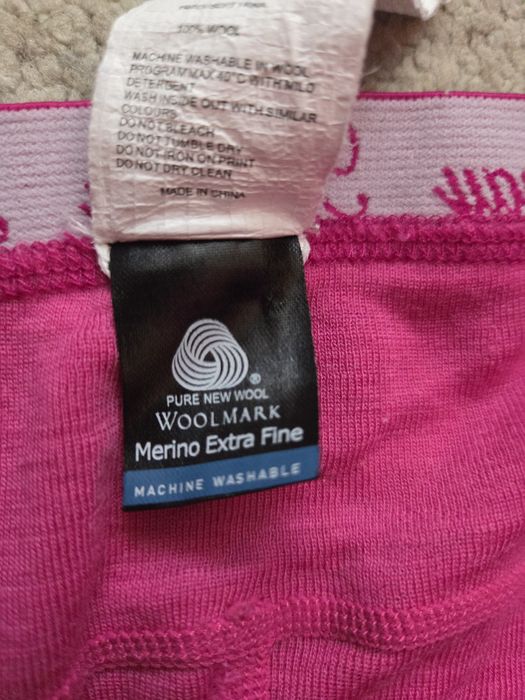 100% WOOL
MACHINE WASHABLE IN WOOL
PROGRAM MAX 40°C WITH MILD
DETERDENT
WASH INSIDE OUT WITH SIMILAR
COLOURS
DO NOT BLEACH
DO NOT TUMBLE DRY
DO NOT IRON ON PRINT
DO NOT DRY CLEAN
MADE IN CHINA
PURE NEW WOOL
WOOLMARK
Merino Extra Fine
MACHINE WASHABLE
®